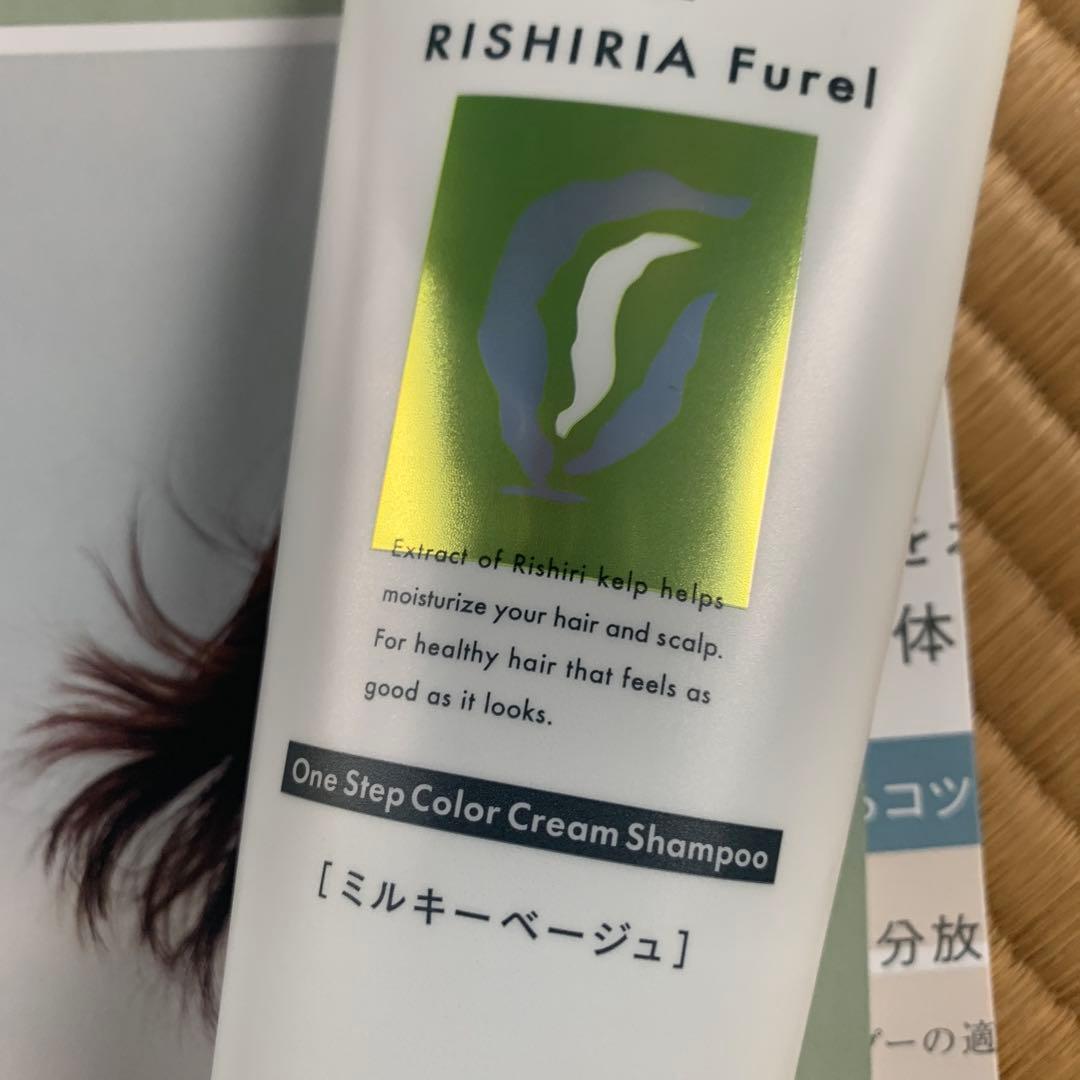 RISHIRIA Furel
Extract of Rishiri kelp helps
moisturize your hair and scalp.
For healthy hair that feels as
good as it looks.
One Step Color Cream Shampoo
[ミルキーベージュ]
を
体
るコツ
分放
ーの適